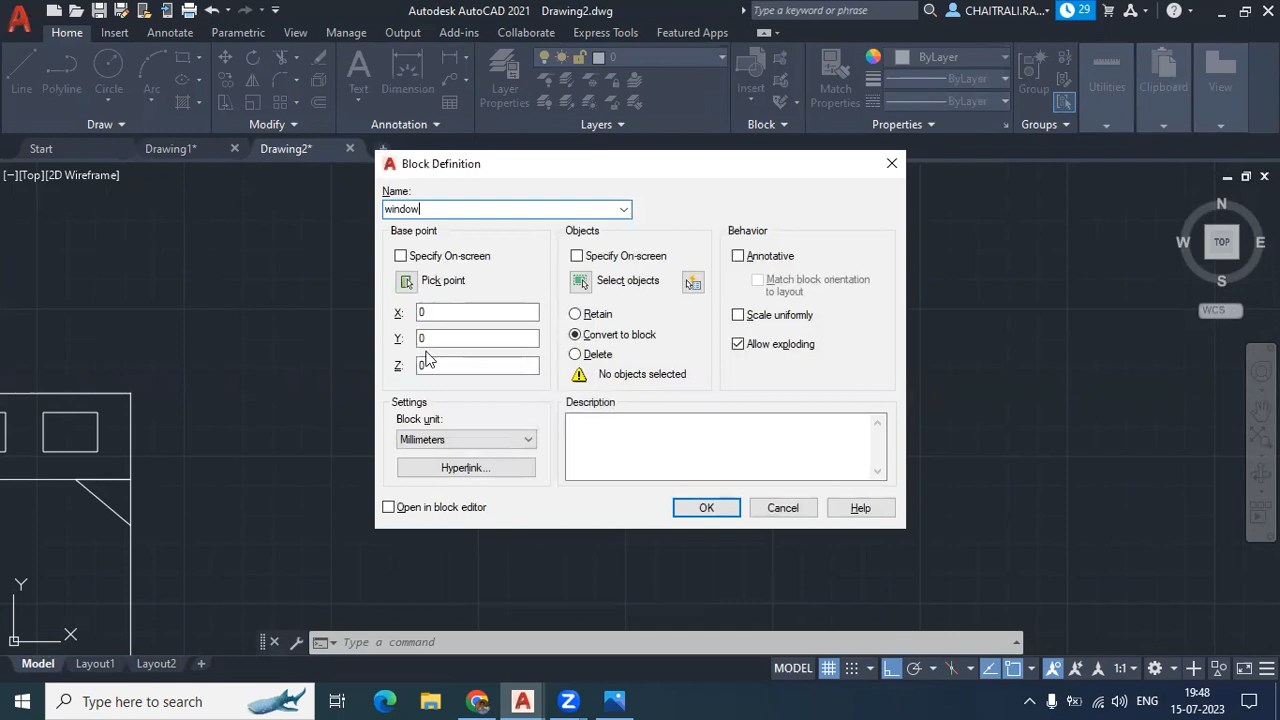 Autodesk AutoCAD 2021 Drawing2.dwg
Type a keyword or phrase
CHAITRALI.RA...
29
Home Insert Annotate Parametric View Manage Output Add-ins Collaborate Express Tools Featured Apps
0
ByLayer
Line Polyline Circle Arc
Text Dimension
Layer
Properties
Insert
Match
Properties
ByLayer
ByLayer
Group
Utilities
Clipboard
View
Draw Modify Annotation Layers Block Properties Groups
Start Drawing1* Drawing2*
[−][Top][2D Wireframe]
Block Definition
Name:
window
Base point
Specify On-screen
Pick point
X: 0
Y: 0
Z: 0
Objects
Specify On-screen
Select objects
Retain
Convert to block
Delete
No objects selected
Behavior
Annotative
Match block orientation
to layout
Scale uniformly
Allow exploding
Settings
Block unit:
Millimeters
Hyperlink...
Description
Open in block editor
OK Cancel Help
N
W TOP E
S
WCS
Y
X
Type a command
Model Layout1 Layout2
MODEL
1:1
Type here to search
ENG
19:48
15-07-2023